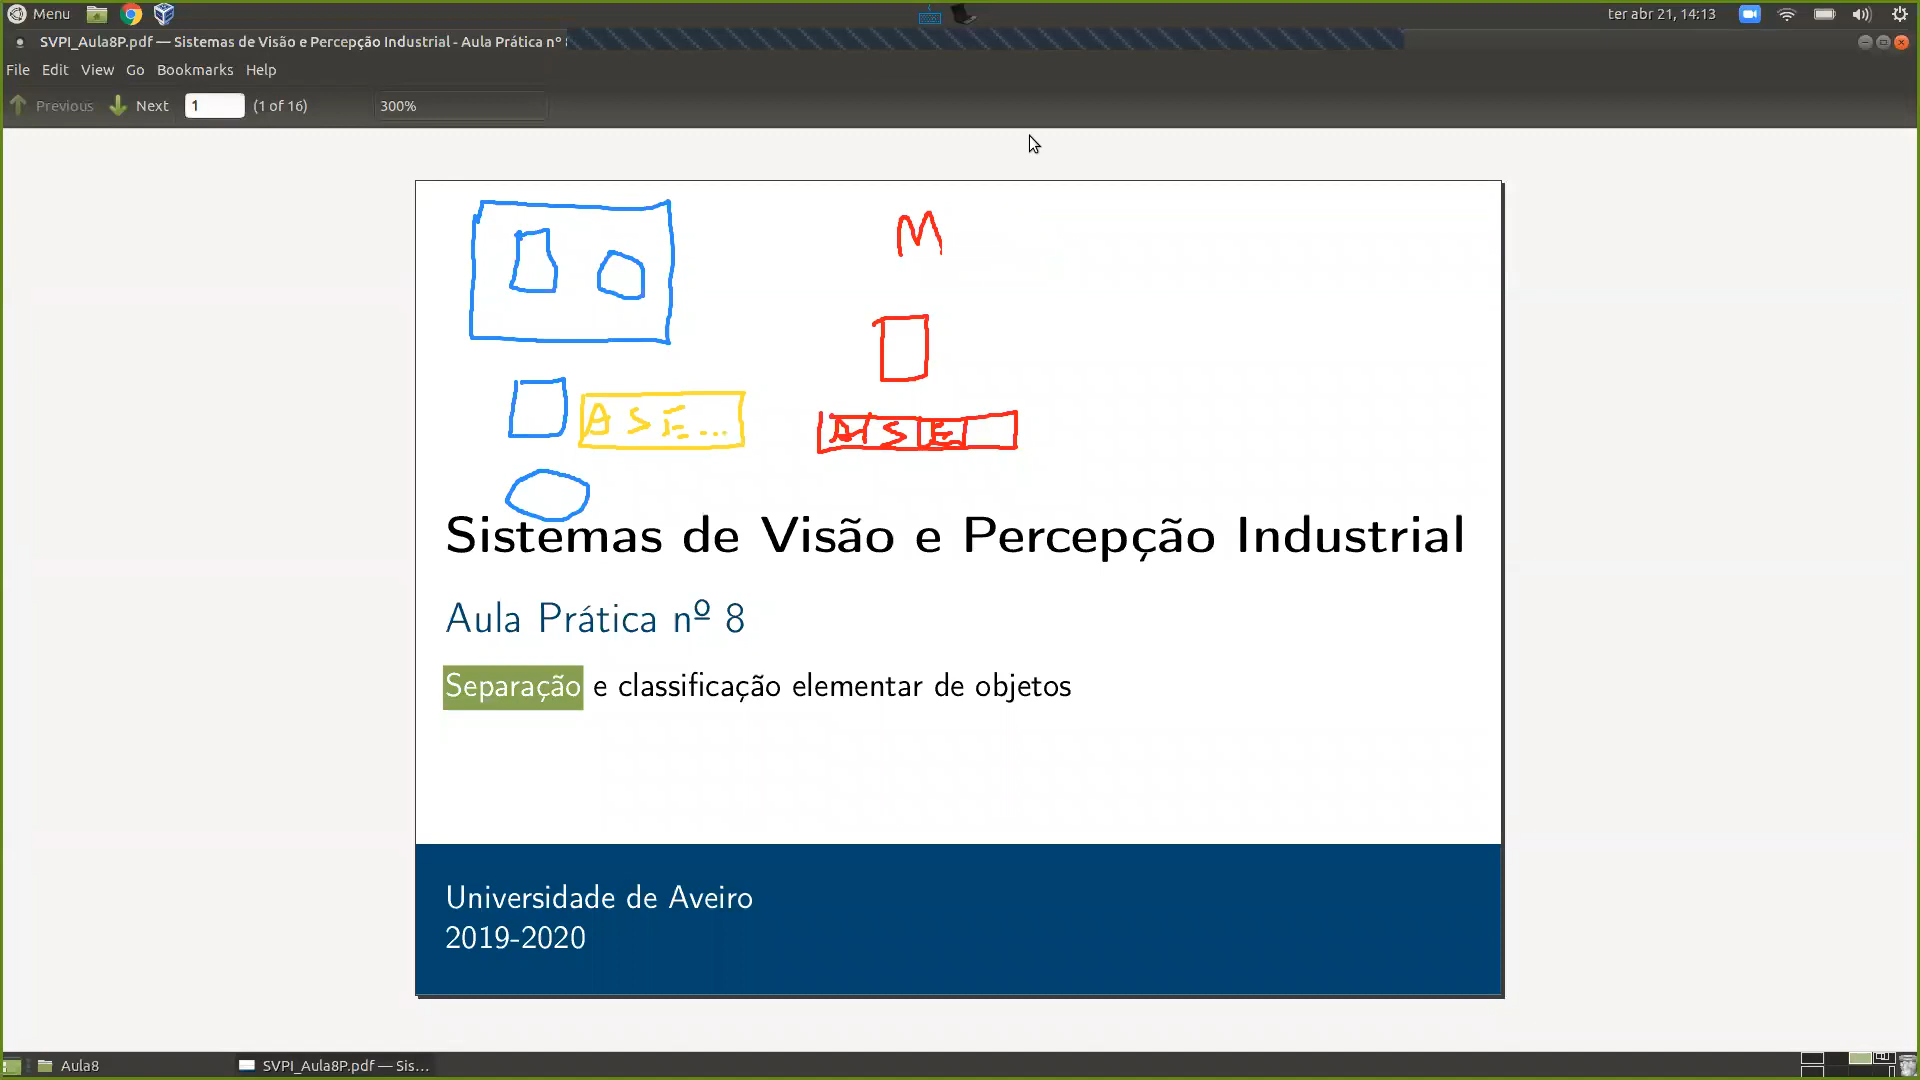 Menu
ter abr 21, 14:13
SVPI_Aula8P.pdf — Sistemas de Visão e Percepção Industrial - Aula Prática nº
File Edit View Go Bookmarks Help
Previous Next 1 (1 of 16) 300%
M
A S E ...
A S E
Sistemas de Visão e Percepção Industrial
Aula Prática nº 8
Separação e classificação elementar de objetos
Universidade de Aveiro
2019-2020
Aula8
SVPI_Aula8P.pdf — Sis...